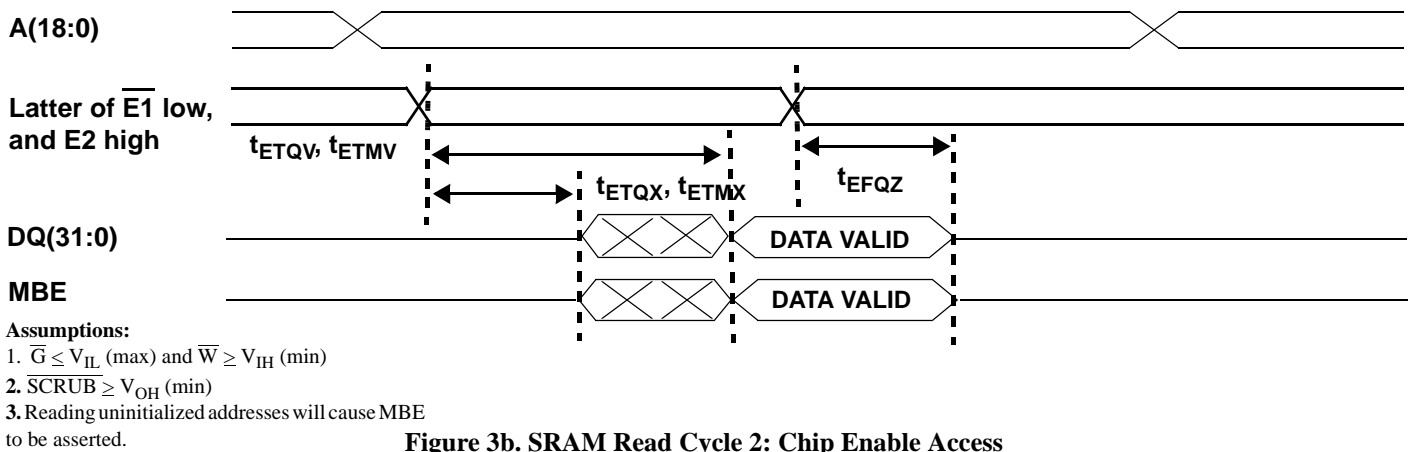 A(18:0)
Latter of E̅1̅ low,
and E2 high
tETQV, tETMV
tETQX, tETMX
tEFQZ
DQ(31:0)
DATA VALID
MBE
DATA VALID
Assumptions:
1. G̅ ≤ VIL (max) and W̅ ≥ VIH (min)
2. S̅C̅R̅U̅B̅ ≥ VOH (min)
3. Reading uninitialized addresses will cause MBE
to be asserted.
Figure 3b. SRAM Read Cycle 2: Chip Enable Access